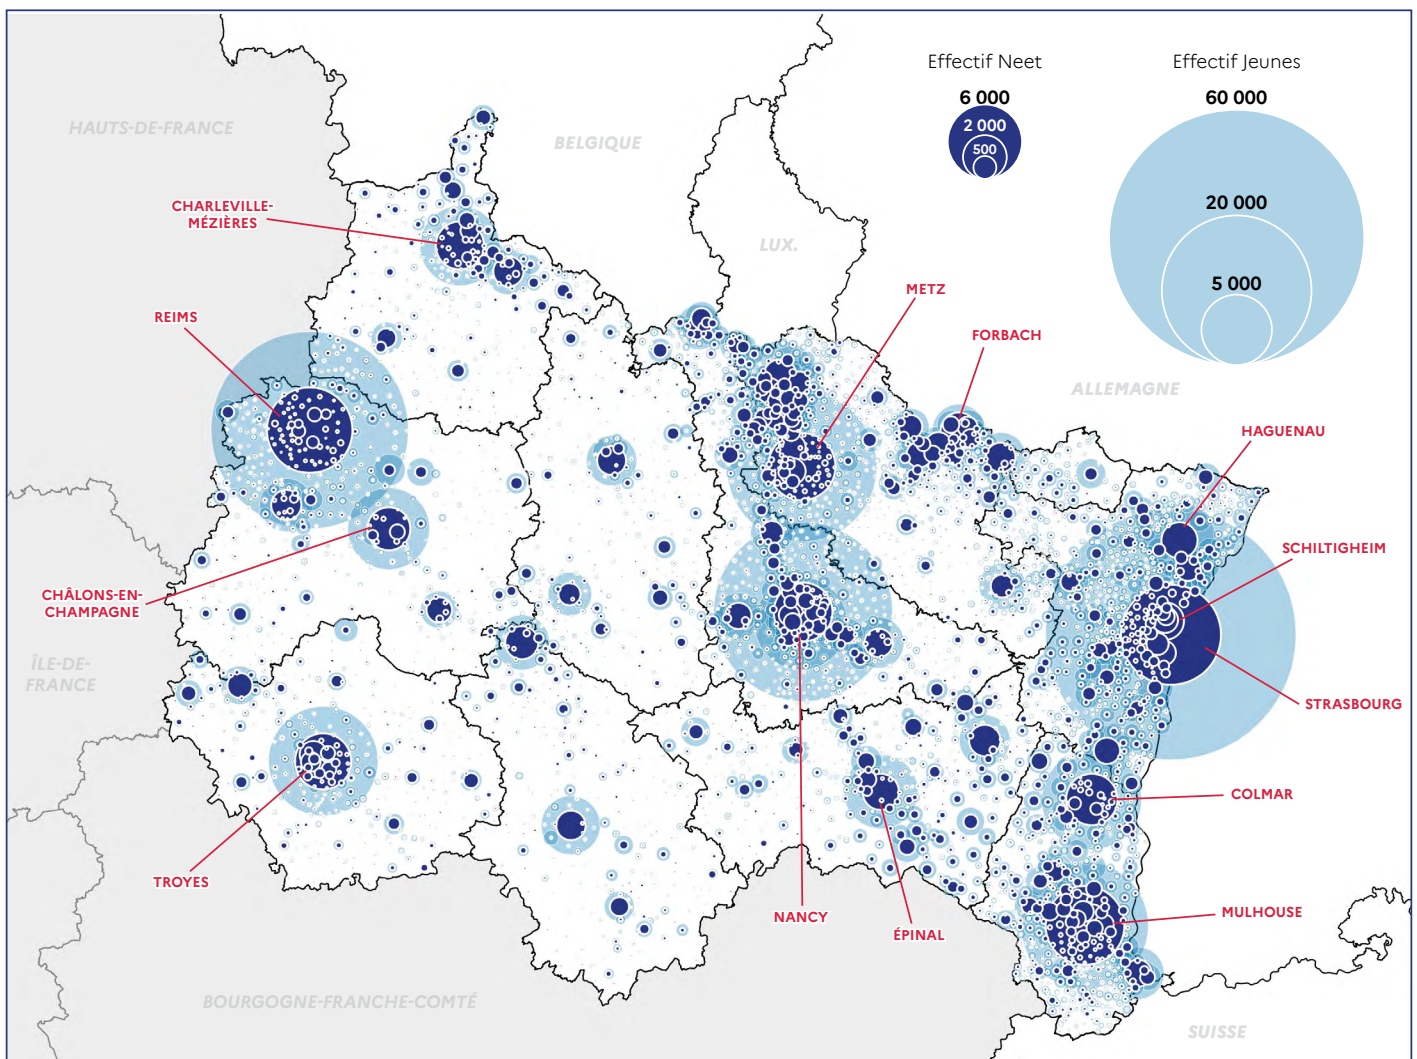 Effectif Neet
6 000
2 000
500
Effectif Jeunes
60 000
20 000
5 000
HAUTS-DE-FRANCE
BELGIQUE
LUX.
ALLEMAGNE
CHARLEVILLE-
MÉZIÈRES
REIMS
METZ
FORBACH
HAGUENAU
SCHILTIGHEIM
CHÂLONS-EN-
CHAMPAGNE
ÎLE-DE-
FRANCE
STRASBOURG
COLMAR
TROYES
NANCY
ÉPINAL
MULHOUSE
BOURGOGNE-FRANCHE-COMTÉ
SUISSE